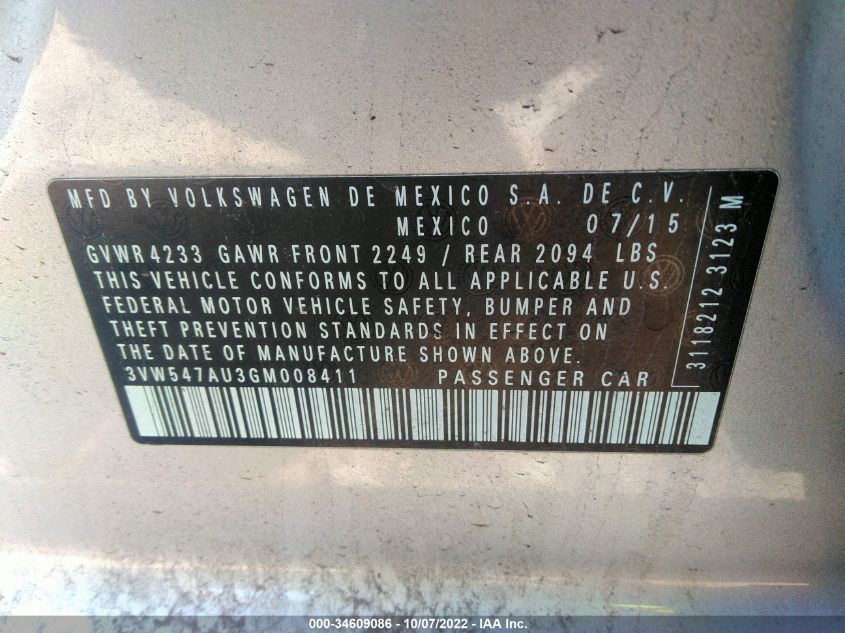 MFD BY VOLKSWAGEN DE MEXICO S.A. DE C.V.
MEXICO 07/15
GVWR 4233 GAWR FRONT 2249 / REAR 2094 LBS
THIS VEHICLE CONFORMS TO ALL APPLICABLE U.S.
FEDERAL MOTOR VEHICLE SAFETY, BUMPER AND
THEFT PREVENTION STANDARDS IN EFFECT ON
THE DATE OF MANUFACTURE SHOWN ABOVE.
3VW547AU3GM008411 PASSENGER CAR
3118212 3123 M
000-34609086 - 10/07/2022 - IAA Inc.